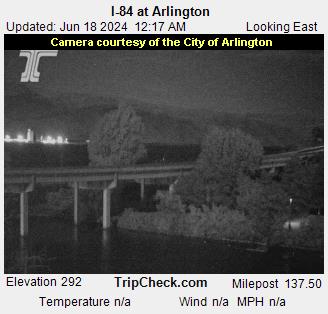 I-84 at Arlington
Updated: Jun 18 2024 12:17 AM Looking East
Camera courtesy of the City of Arlington
Elevation 292 TripCheck.com Milepost 137.50
Temperature n/a Wind n/a MPH n/a